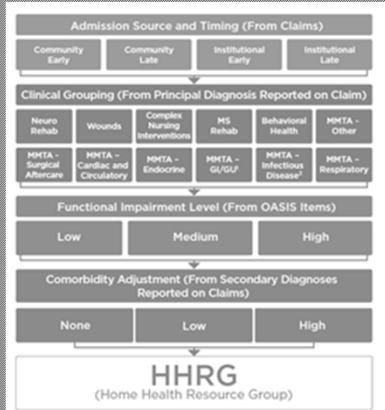 Admission Source and Timing (From Claims)
Community Early
Community Late
Institutional Early
Institutional Late
Clinical Grouping (From Principal Diagnosis Reported on Claim)
Neuro Rehab
Wounds
Complex Nursing Interventions
MS Rehab
Behavioral Health
MMTA - Other
MMTA - Surgical Aftercare
MMTA - Cardiac and Circulatory
MMTA - Endocrine
MMTA - GI/GU¹
MMTA - Infectious Disease²
MMTA - Respiratory
Functional Impairment Level (From OASIS Items)
Low
Medium
High
Comorbidity Adjustment (From Secondary Diagnoses
Reported on Claims)
None
Low
High
HHRG
(Home Health Resource Group)